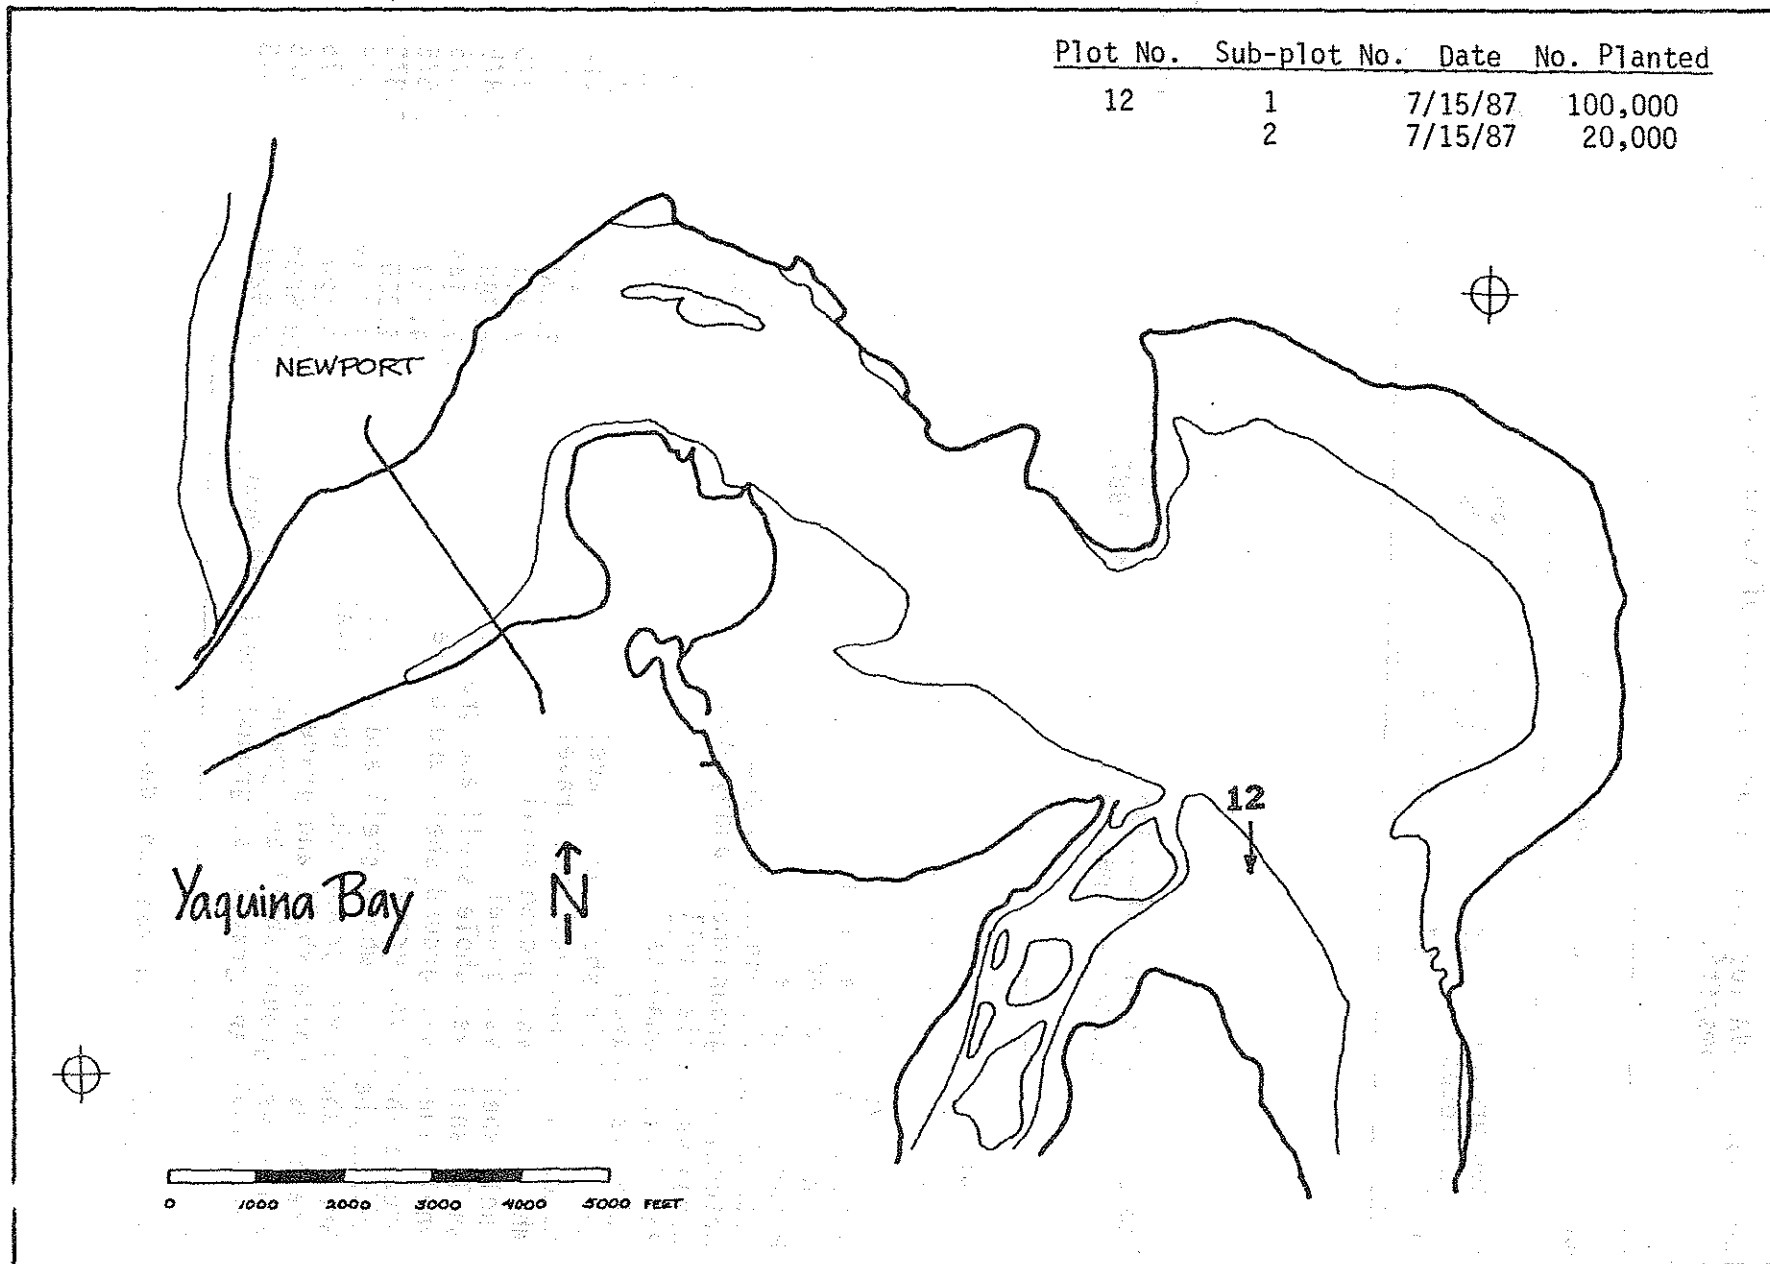 Plot No. Sub-plot No. Date No. Planted
12 1 7/15/87 100,000
2 7/15/87 20,000
NEWPORT
12
Yaquina Bay
N
0 1000 2000 3000 4000 5000 FEET